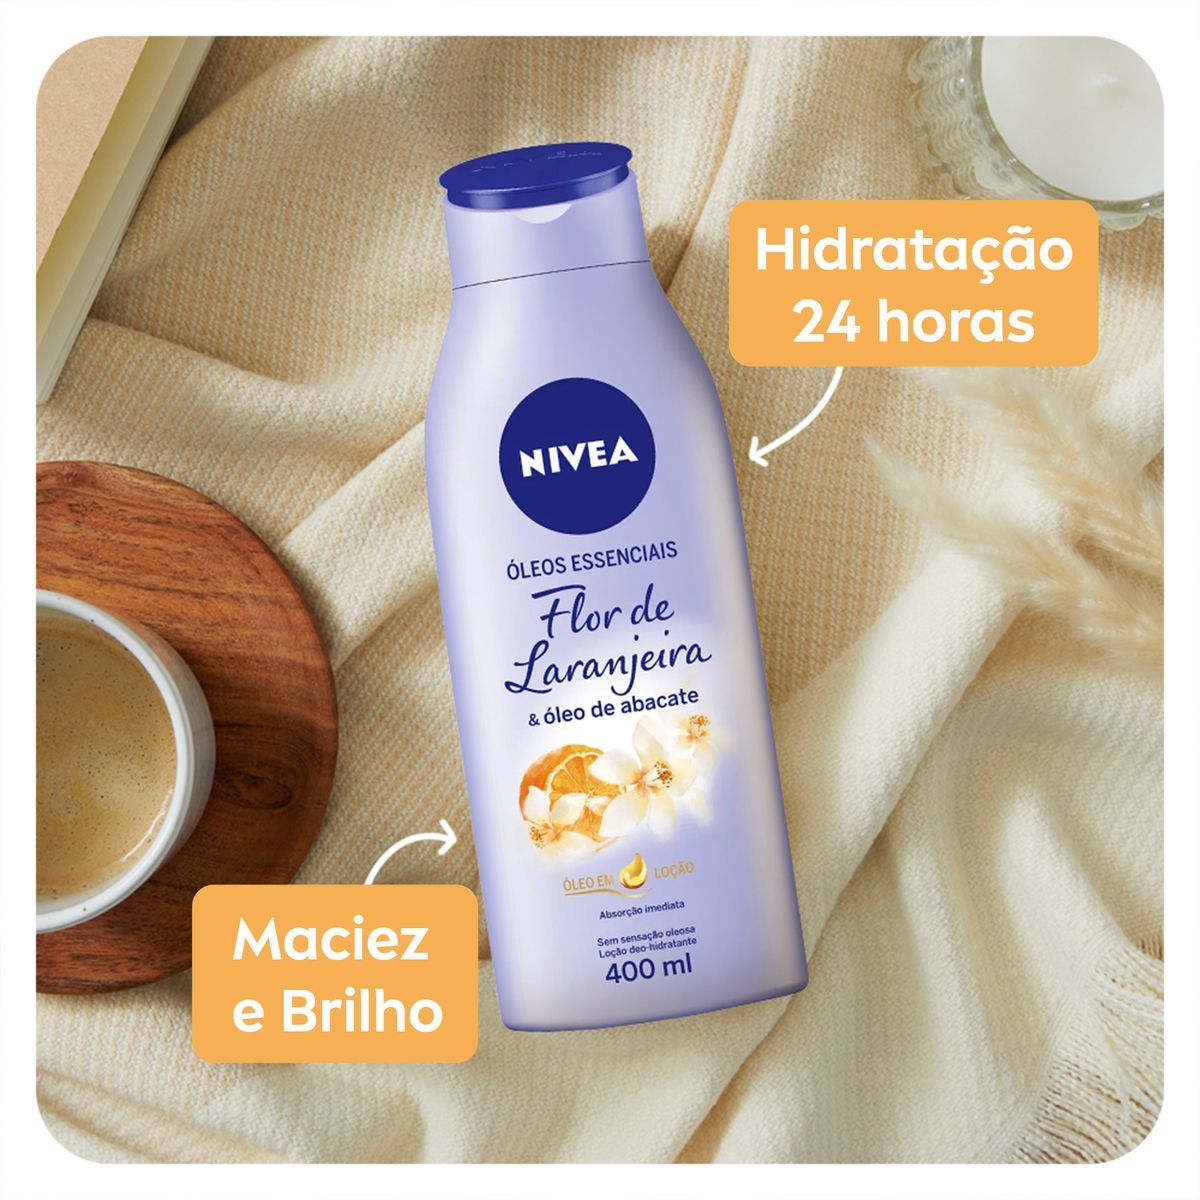 Hidratação
24 horas
NIVEA
ÓLEOS ESSENCIAIS
Flor de
Laranjeira
& óleo de abacate
ÓLEO EM LOÇÃO
Absorção imediata
Sem sensação oleosa
Loção deo-hidratante
400 ml
Maciez
e Brilho